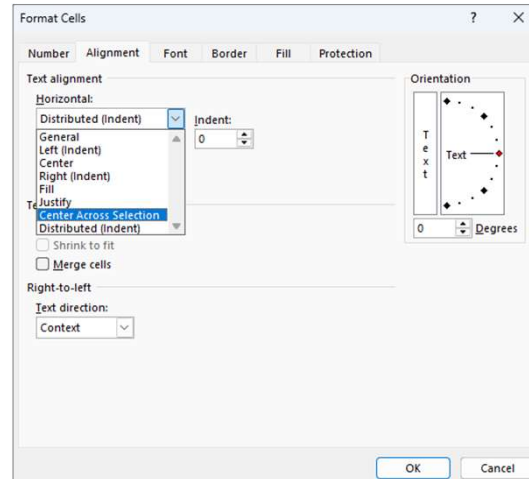 Format Cells
? ×
Number Alignment Font Border Fill Protection
Text alignment
Horizontal:
Distributed (Indent)
Indent:
0
General
Left (Indent)
Center
Right (Indent)
Fill
Justify
Center Across Selection
Distributed (Indent)
Te
Shrink to fit
Merge cells
Right-to-left
Text direction:
Context
Orientation
Text
Text
0 Degrees
OK Cancel